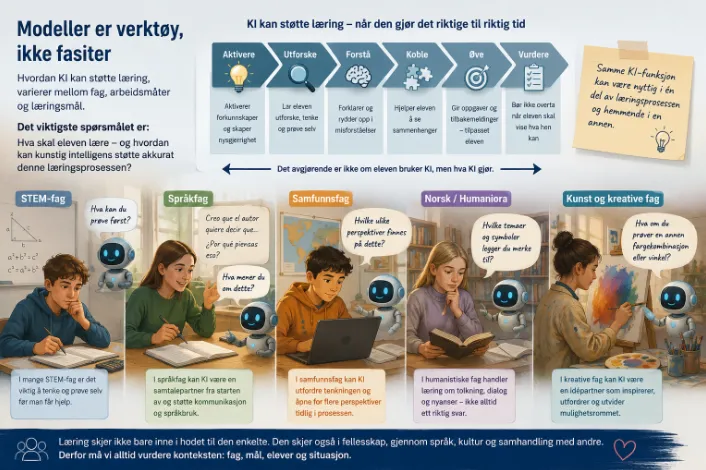 Modeller er verktøy,
ikke fasiter
Hvordan KI kan støtte læring,
varierer mellom fag, arbeidsmåter
og læringsmål.
Det viktigste spørsmålet er:
Hva skal eleven lære – og hvordan
kan kunstig intelligens støtte akkurat
denne læringsprosessen?
KI kan støtte læring – når den gjør det riktige til riktig tid
Aktivere
Aktiverer
forkunnskaper
og skaper
nysgjerrighet
Utforske
Lar eleven
utforske, tenke
og prøve selv
Forstå
Forklarer og
rydder opp i
misforståelser
Koble
Hjelper eleven
å se
sammenhenger
Øve
Gir oppgaver og
tilbakemeldinger
– tilpasset
eleven
Vurdere
Bør ikke overta
når eleven skal
vise hva hen
kan
Det avgjørende er ikke om eleven bruker KI, men hva KI gjør.
Samme KI-funksjon
kan være nyttig i én
del av læringsprosessen
og hemmende i en
annen.
STEM-fag
Hva kan du
prøve først?
a²+b²=c²
I mange STEM-fag er det
viktig å tenke og prøve selv
før man får hjelp.
Språkfag
Creo que el autor
quiere decir que...
¿Por qué piensas
eso?
Hva mener du
om dette?
I språkfag kan KI være en
samtalepartner fra starten
av og støtte kommunikasjon
og språkbruk.
Samfunnsfag
Hvilke ulike
perspektiver finnes
på dette?
I samfunnsfag kan KI
utfordre tenkningen og
åpne for flere perspektiver
tidlig i prosessen.
Norsk / Humaniora
Hvilke temaer
og symboler
legger du merke
til?
I humanistiske fag handler
læring om tolkning, dialog
og nyanser – ikke alltid
ett riktig svar.
Kunst og kreative fag
Hva om du
prøver en annen
fargekombinasjon
eller vinkel?
I kreative fag kan KI være
en idépartner som inspirerer,
utfordrer og utvider
mulighetsrommet.
Læring skjer ikke bare inne i hodet til den enkelte. Den skjer også i fellesskap, gjennom språk, kultur og samhandling med andre.
Derfor må vi alltid vurdere konteksten: fag, mål, elever og situasjon.